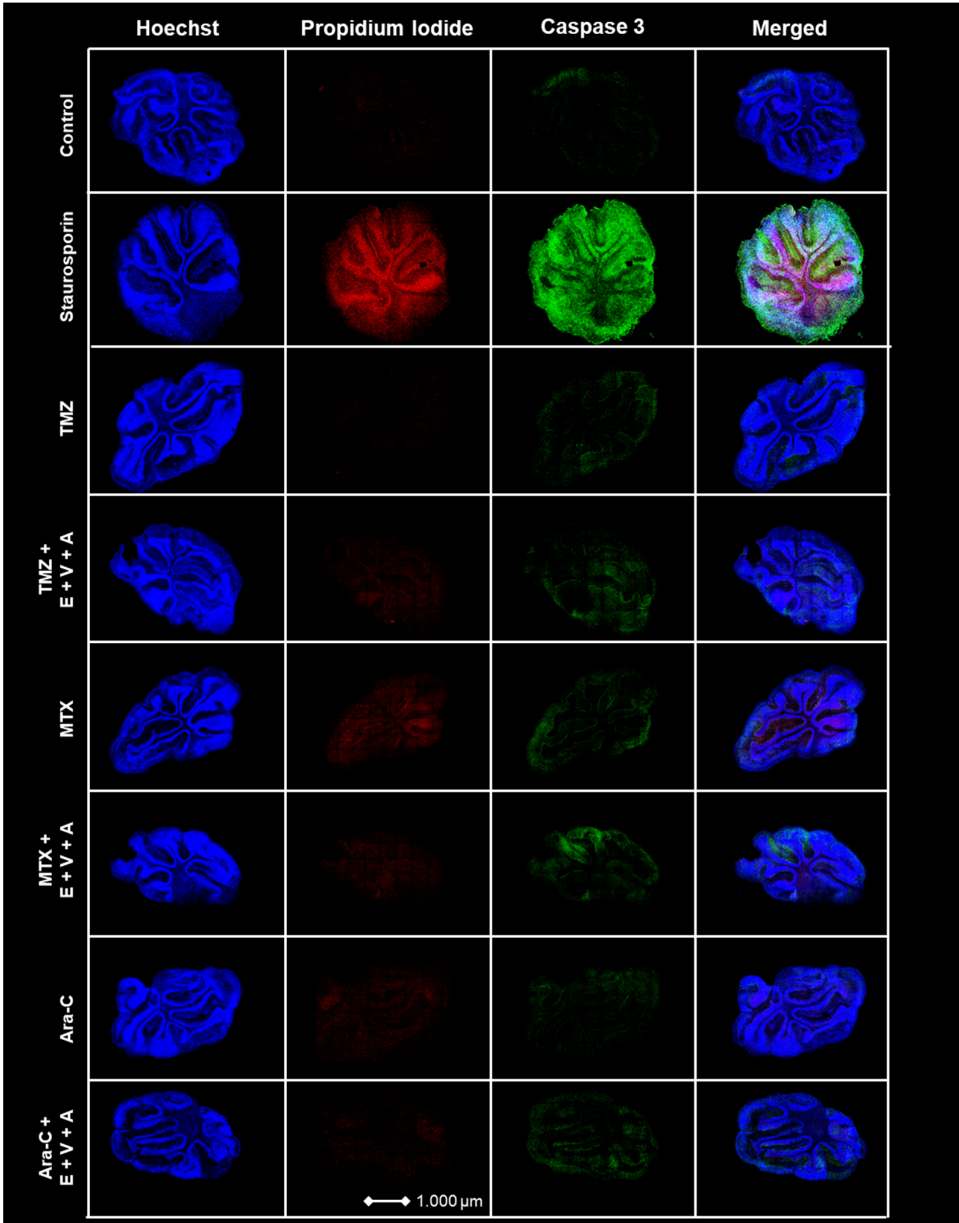 Hoechst
Propidium Iodide
Caspase 3
Merged
Control
Staurosporin
TMZ
TMZ +
E + V + A
MTX
MTX +
E + V + A
Ara-C
Ara-C +
E + V + A
1.000 µm